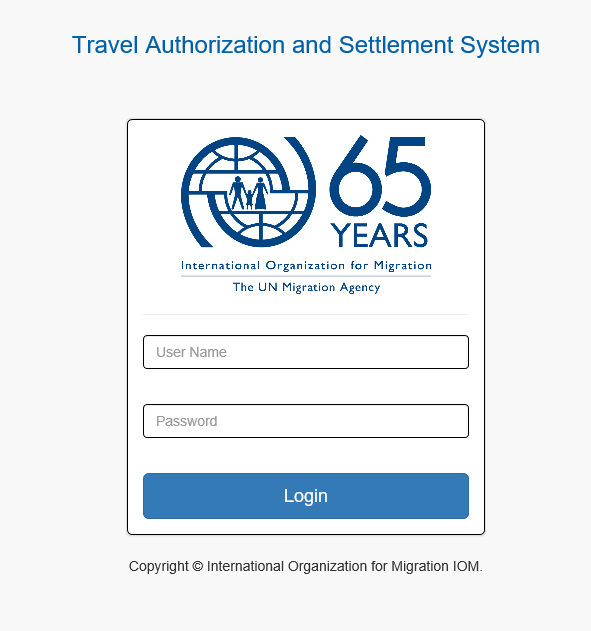 Travel Authorization and Settlement System
65
YEARS
International Organization for Migration
The UN Migration Agency
User Name
Password
Login
Copyright © International Organization for Migration IOM.